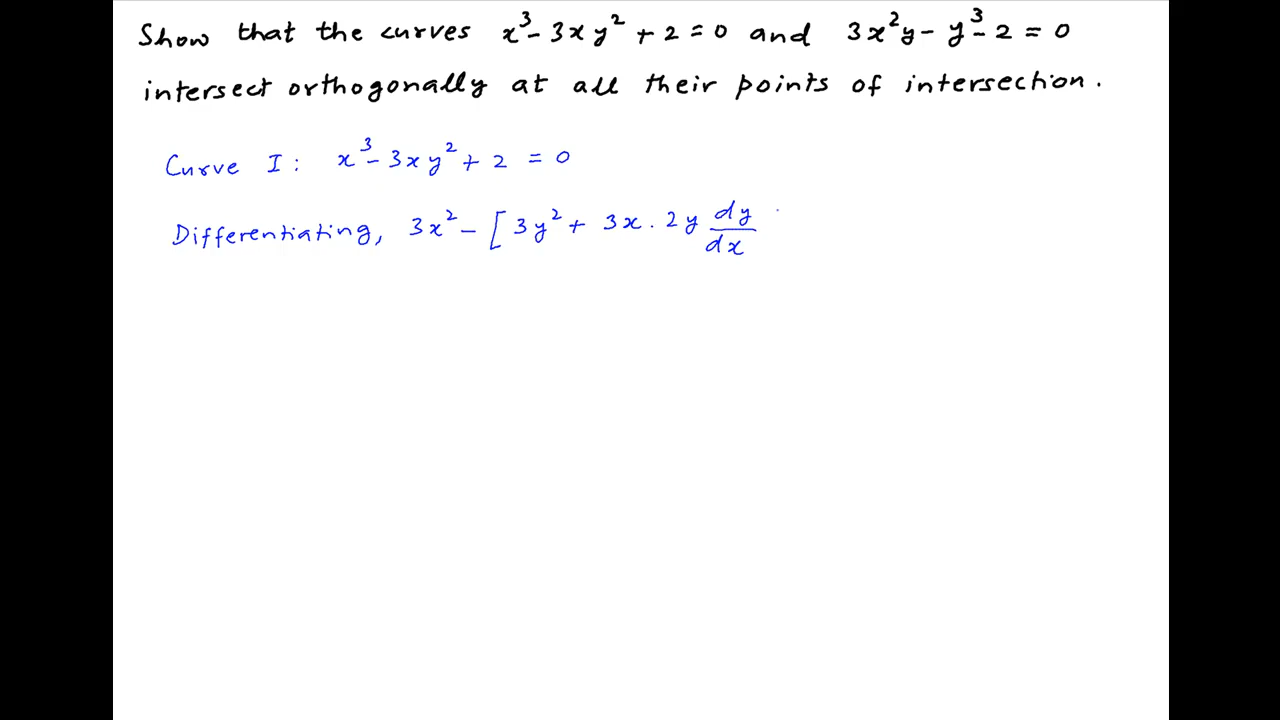 Show that the curves x³ - 3xy² + 2 = 0 and 3x²y - y³ - 2 = 0
intersect orthogonally at all their points of intersection.
Curve I: x³ - 3xy² + 2 = 0
Differentiating, 3x² - [3y² + 3x . 2y dy/dx